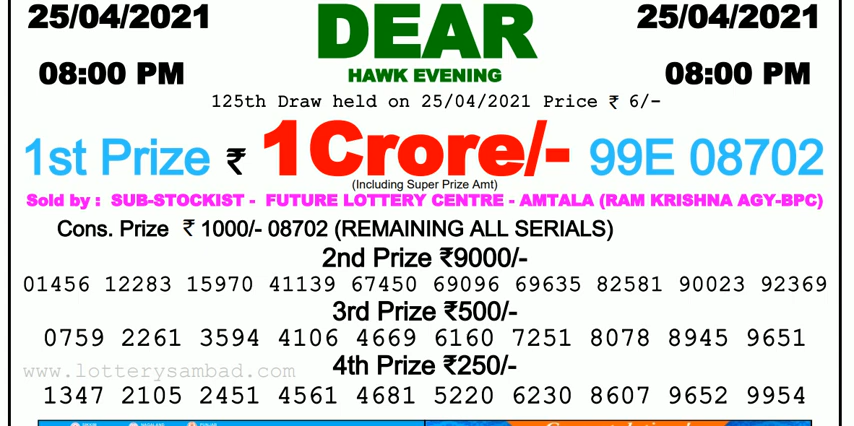 25/04/2021 DEAR 25/04/2021
08:00 PM HAWK EVENING 08:00 PM
125th Draw held on 25/04/2021 Price ₹ 6/-
1st Prize ₹ 1Crore/- 99E 08702
(Including Super Prize Amt)
Sold by : SUB-STOCKIST - FUTURE LOTTERY CENTRE - AMTALA (RAM KRISHNA AGY-BPC)
Cons. Prize ₹ 1000/- 08702 (REMAINING ALL SERIALS)
2nd Prize ₹9000/-
01456 12283 15970 41139 67450 69096 69635 82581 90023 92369
3rd Prize ₹500/-
0759 2261 3594 4106 4669 6160 7251 8078 8945 9651
www.lotterysambad.com
4th Prize ₹250/-
1347 2105 2451 4561 4681 5220 6230 8607 9652 9954